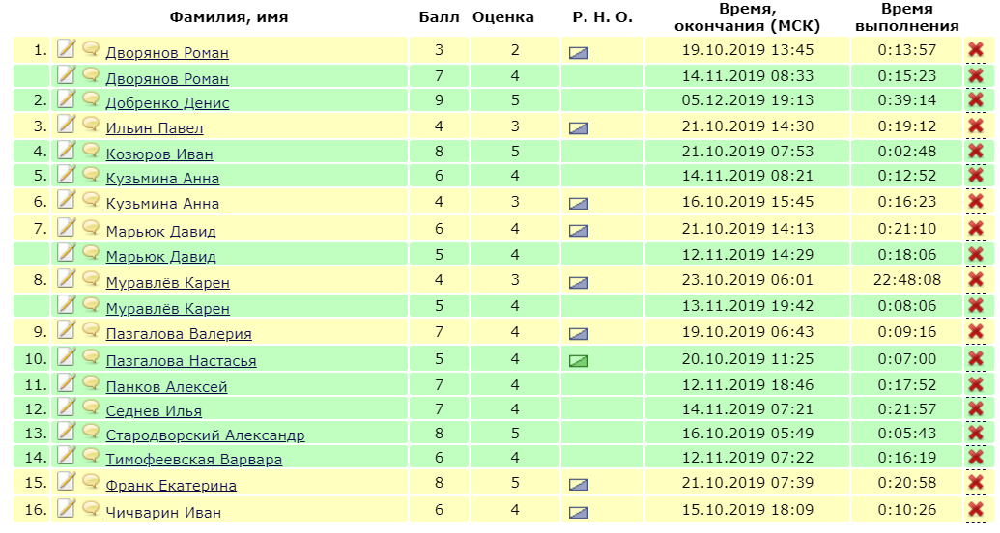 Фамилия, имя Балл Оценка Р. Н. О. Время, окончания (МСК) Время выполнения
1. Дворянов Роман 3 2 19.10.2019 13:45 0:13:57
Дворянов Роман 7 4 14.11.2019 08:33 0:15:23
2. Добренко Денис 9 5 05.12.2019 19:13 0:39:14
3. Ильин Павел 4 3 21.10.2019 14:30 0:19:12
4. Козюров Иван 8 5 21.10.2019 07:53 0:02:48
5. Кузьмина Анна 6 4 14.11.2019 08:21 0:12:52
6. Кузьмина Анна 4 3 16.10.2019 15:45 0:16:23
7. Марьюк Давид 6 4 21.10.2019 14:13 0:21:10
Марьюк Давид 5 4 12.11.2019 14:29 0:18:06
8. Муравлёв Карен 4 3 23.10.2019 06:01 22:48:08
Муравлёв Карен 5 4 13.11.2019 19:42 0:08:06
9. Пазгалова Валерия 7 4 19.10.2019 06:43 0:09:16
10. Пазгалова Настасья 5 4 20.10.2019 11:25 0:07:00
11. Панков Алексей 7 4 12.11.2019 18:46 0:17:52
12. Седнев Илья 7 4 14.11.2019 07:21 0:21:57
13. Стародворский Александр 8 5 16.10.2019 05:49 0:05:43
14. Тимофеевская Варвара 6 4 12.11.2019 07:22 0:16:19
15. Франк Екатерина 8 5 21.10.2019 07:39 0:20:58
16. Чичварин Иван 6 4 15.10.2019 18:09 0:10:26